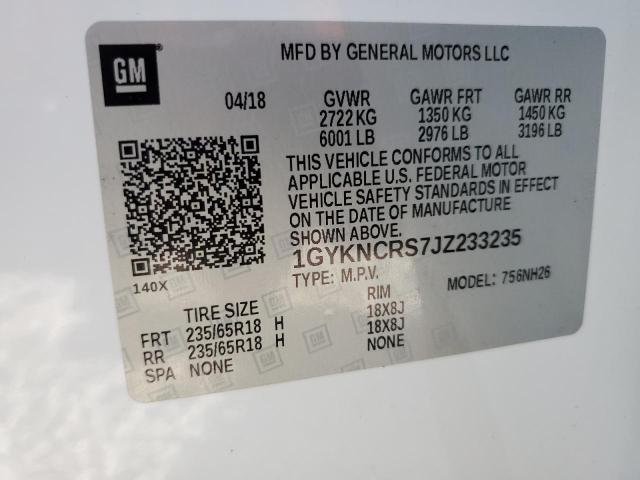 GM
MFD BY GENERAL MOTORS LLC
04/18 GVWR GAWR FRT GAWR RR
2722 KG 1350 KG 1450 KG
6001 LB 2976 LB 3196 LB
THIS VEHICLE CONFORMS TO ALL
APPLICABLE U.S. FEDERAL MOTOR
VEHICLE SAFETY STANDARDS IN EFFECT
ON THE DATE OF MANUFACTURE
SHOWN ABOVE.
1GYKNCRS7JZ233235
140X TYPE: M.P.V. MODEL: 756NH26
TIRE SIZE RIM
FRT 235/65R18 H 18X8J
RR 235/65R18 H 18X8J
SPA NONE NONE